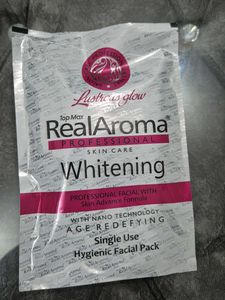 Lustrous glow
Top Max
RealAroma®
PROFESSIONAL
SKIN CARE
Whitening
PROFESSIONAL FACIAL WITH
Skin Advance Formula
WITH NANO TECHNOLOGY
AGE REDEFYING
Single Use
Hygienic Facial Pack